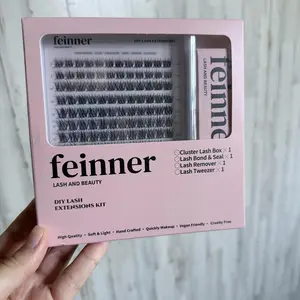 feinner
DIY LASH EXTENSIONS KIT
feinner
LASH AND BEAUTY
feinner
LASH AND BEAUTY
Cluster Lash Box × 1
Lash Bond & Seal × 1
Lash Remover × 1
Lash Tweezer × 1
DIY LASH
EXTENSIONS KIT
High Quality • Soft & Light • Hand Crafted • Quickly Makeup • Vegan Friendly • Cruelty Free